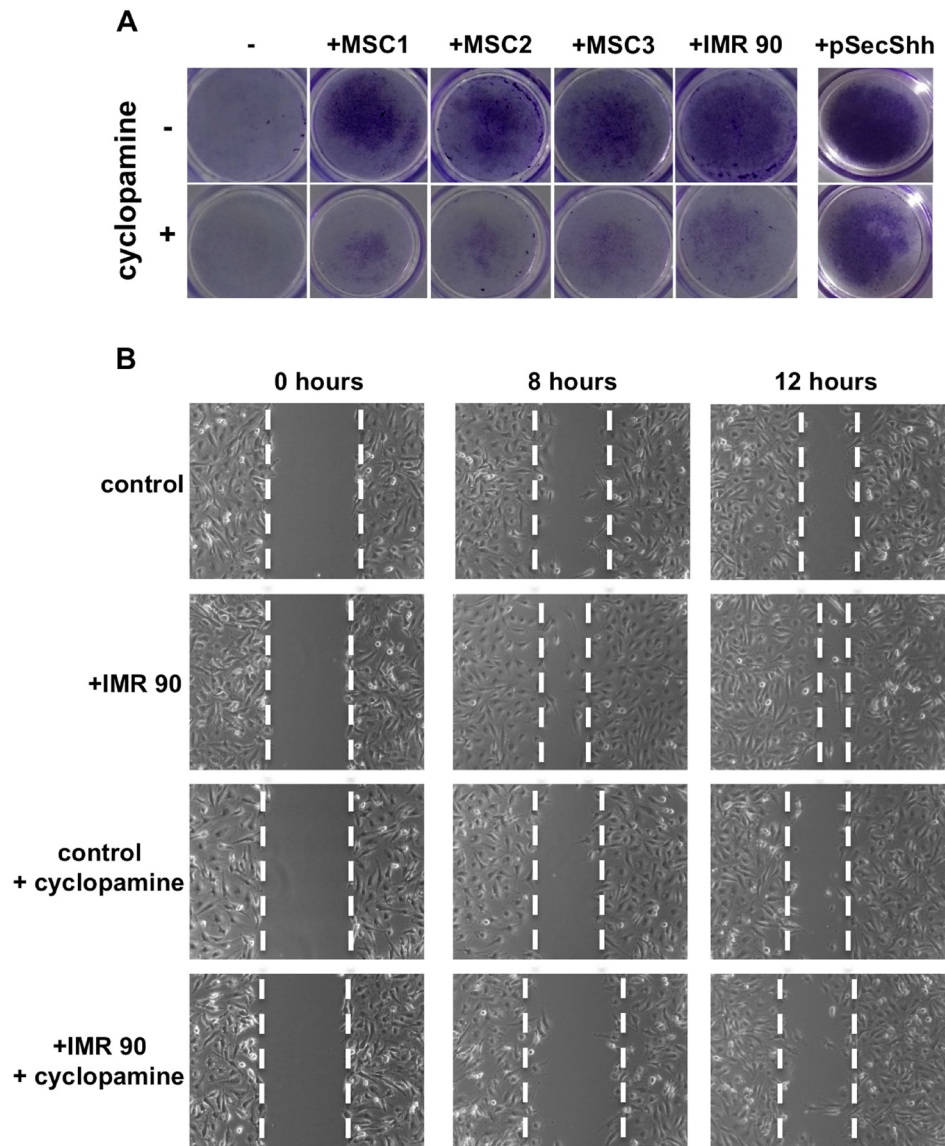 A
- +MSC1 +MSC2 +MSC3 +IMR 90 +pSecShh
cyclopamine
-
+
B
0 hours 8 hours 12 hours
control
+IMR 90
control
+ cyclopamine
+IMR 90
+ cyclopamine